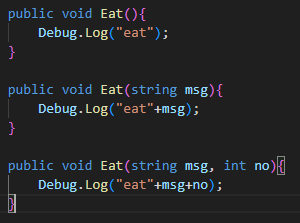 public void Eat(){
    Debug.Log("eat");
}

public void Eat(string msg){
    Debug.Log("eat"+msg);
}

public void Eat(string msg, int no){
    Debug.Log("eat"+msg+no);
}